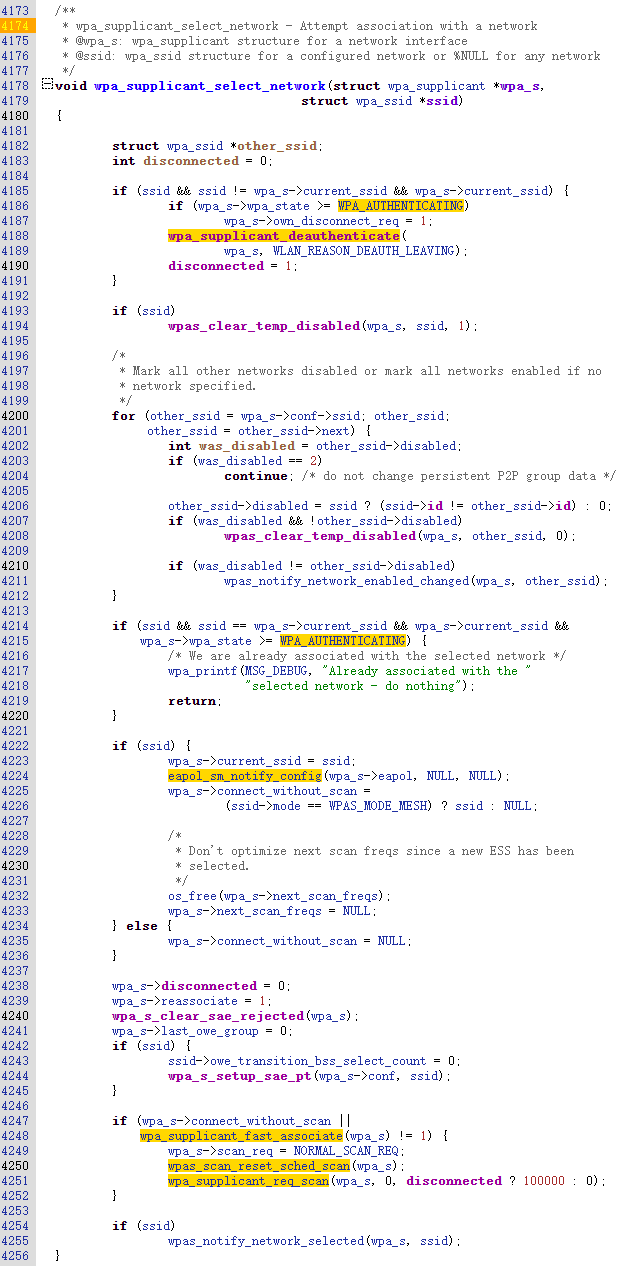 4173 /**
4174  * wpa_supplicant_select_network - Attempt association with a network
4175  * @wpa_s: wpa_supplicant structure for a network interface
4176  * @ssid: wpa_ssid structure for a configured network or %NULL for any network
4177  */
4178 void wpa_supplicant_select_network(struct wpa_supplicant *wpa_s,
4179                                    struct wpa_ssid *ssid)
4180 {
4181
4182         struct wpa_ssid *other_ssid;
4183         int disconnected = 0;
4184
4185         if (ssid && ssid != wpa_s->current_ssid && wpa_s->current_ssid) {
4186                 if (wpa_s->wpa_state >= WPA_AUTHENTICATING)
4187                         wpa_s->own_disconnect_req = 1;
4188                 wpa_supplicant_deauthenticate(
4189                         wpa_s, WLAN_REASON_DEAUTH_LEAVING);
4190                 disconnected = 1;
4191         }
4192
4193         if (ssid)
4194                 wpas_clear_temp_disabled(wpa_s, ssid, 1);
4195
4196         /*
4197          * Mark all other networks disabled or mark all networks enabled if no
4198          * network specified.
4199          */
4200         for (other_ssid = wpa_s->conf->ssid; other_ssid;
4201              other_ssid = other_ssid->next) {
4202                 int was_disabled = other_ssid->disabled;
4203                 if (was_disabled == 2)
4204                         continue; /* do not change persistent P2P group data */
4205
4206                 other_ssid->disabled = ssid ? (ssid->id != other_ssid->id) : 0;
4207                 if (was_disabled && !other_ssid->disabled)
4208                         wpas_clear_temp_disabled(wpa_s, other_ssid, 0);
4209
4210                 if (was_disabled != other_ssid->disabled)
4211                         wpas_notify_network_enabled_changed(wpa_s, other_ssid);
4212         }
4213
4214         if (ssid && ssid == wpa_s->current_ssid && wpa_s->current_ssid &&
4215             wpa_s->wpa_state >= WPA_AUTHENTICATING) {
4216                 /* We are already associated with the selected network */
4217                 wpa_printf(MSG_DEBUG, "Already associated with the "
4218                            "selected network - do nothing");
4219                 return;
4220         }
4221
4222         if (ssid) {
4223                 wpa_s->current_ssid = ssid;
4224                 eapol_sm_notify_config(wpa_s->eapol, NULL, NULL);
4225                 wpa_s->connect_without_scan =
4226                         (ssid->mode == WPAS_MODE_MESH) ? ssid : NULL;
4227
4228                 /*
4229                  * Don't optimize next scan freqs since a new ESS has been
4230                  * selected.
4231                  */
4232                 os_free(wpa_s->next_scan_freqs);
4233                 wpa_s->next_scan_freqs = NULL;
4234         } else {
4235                 wpa_s->connect_without_scan = NULL;
4236         }
4237
4238         wpa_s->disconnected = 0;
4239         wpa_s->reassociate = 1;
4240         wpa_s_clear_sae_rejected(wpa_s);
4241         wpa_s->last_owe_group = 0;
4242         if (ssid) {
4243                 ssid->owe_transition_bss_select_count = 0;
4244                 wpa_s_setup_sae_pt(wpa_s->conf, ssid);
4245         }
4246
4247         if (wpa_s->connect_without_scan ||
4248             wpa_supplicant_fast_associate(wpa_s) != 1) {
4249                 wpa_s->scan_req = NORMAL_SCAN_REQ;
4250                 wpas_scan_reset_sched_scan(wpa_s);
4251                 wpa_supplicant_req_scan(wpa_s, 0, disconnected ? 100000 : 0);
4252         }
4253
4254         if (ssid)
4255                 wpas_notify_network_selected(wpa_s, ssid);
4256 }